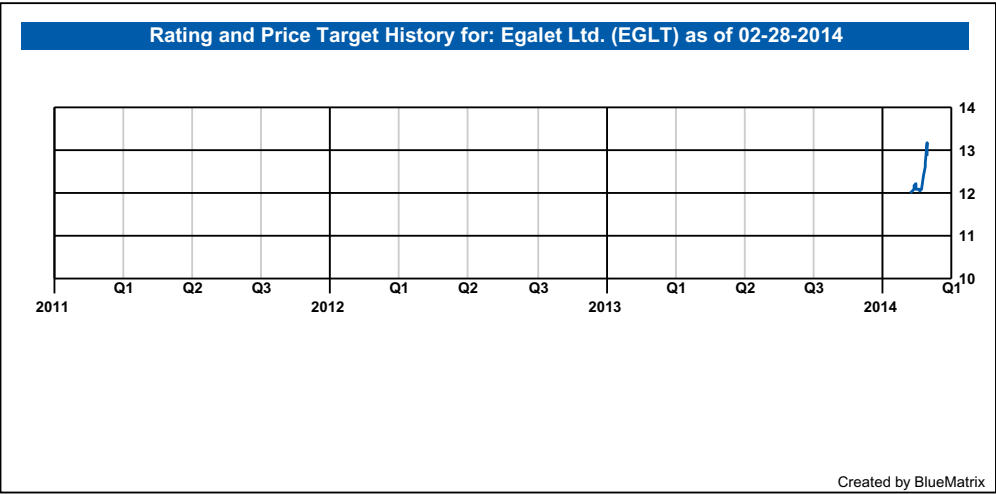 Rating and Price Target History for: Egalet Ltd. (EGLT) as of 02-28-2014
14
13
12
11
10
Q1 Q2 Q3 Q1 Q2 Q3 Q1 Q2 Q3 Q1
2011 2012 2013 2014
Created by BlueMatrix